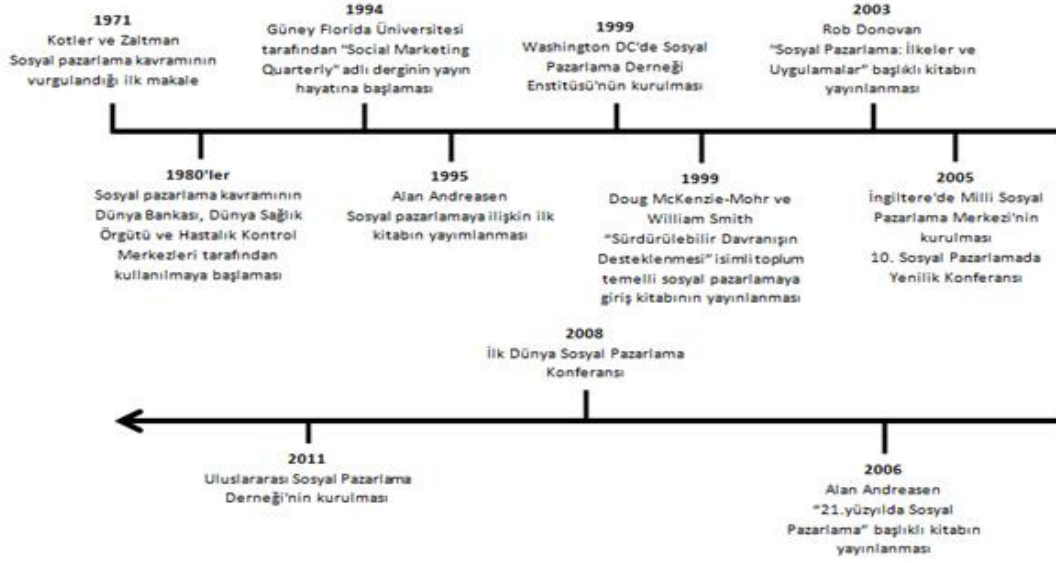 1971
Kotler ve Zaltman
Sosyal pazarlama kavramının
vurgulandığı ilk makale
1980'ler
Sosyal pazarlama kavramının
Dünya Bankası, Dünya Sağlık
Örgütü ve Hastalık Kontrol
Merkezleri tarafından
kullanılmaya başlaması
1994
Güney Florida Üniversitesi
tarafından "Social Marketing
Quarterly" adlı derginin yayın
hayatına başlaması
1995
Alan Andreasen
Sosyal pazarlamaya ilişkin ilk
kitabın yayımlanması
1999
Washington DC'de Sosyal
Pazarlama Derneği
Enstitüsü'nün kurulması
1999
Doug McKenzie-Mohr ve
William Smith
"Sürdürülebilir Davranışın
Desteklenmesi" isimli toplum
temelli sosyal pazarlamaya
giriş kitabının yayınlanması
2003
Rob Donovan
"Sosyal Pazarlama: İlkeler ve
Uygulamalar" başlıklı kitabın
yayınlanması
2005
İngiltere'de Milli Sosyal
Pazarlama Merkezi'nin
kurulması
10. Sosyal Pazarlamada
Yenilik Konferansı
2006
Alan Andreasen
"21.yüzyılda Sosyal
Pazarlama" başlıklı kitabın
yayınlanması
2008
İlk Dünya Sosyal Pazarlama
Konferansı
2011
Uluslararası Sosyal Pazarlama
Derneği'nin kurulması